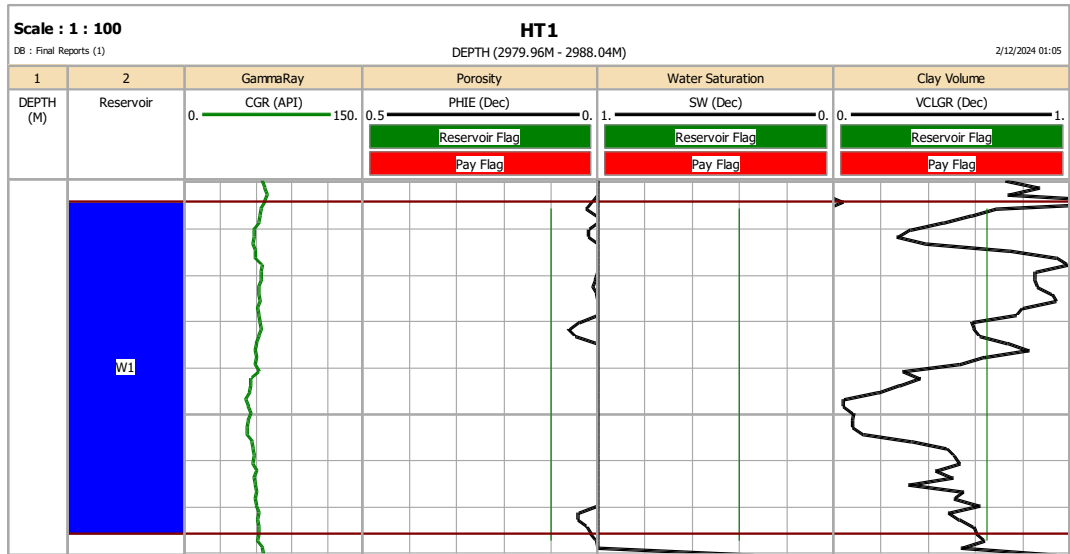 Scale : 1 : 100
HT1
DB : Final Reports (1)
DEPTH (2979.96M - 2988.04M)
2/12/2024 01:05
1 2 GammaRay Porosity Water Saturation Clay Volume
DEPTH (M)
Reservoir
CGR (API)
0. 150.
PHIE (Dec)
0.5 0.
Reservoir Flag
Pay Flag
SW (Dec)
1. 0.
Reservoir Flag
Pay Flag
VCLGR (Dec)
0. 1.
Reservoir Flag
Pay Flag
W1